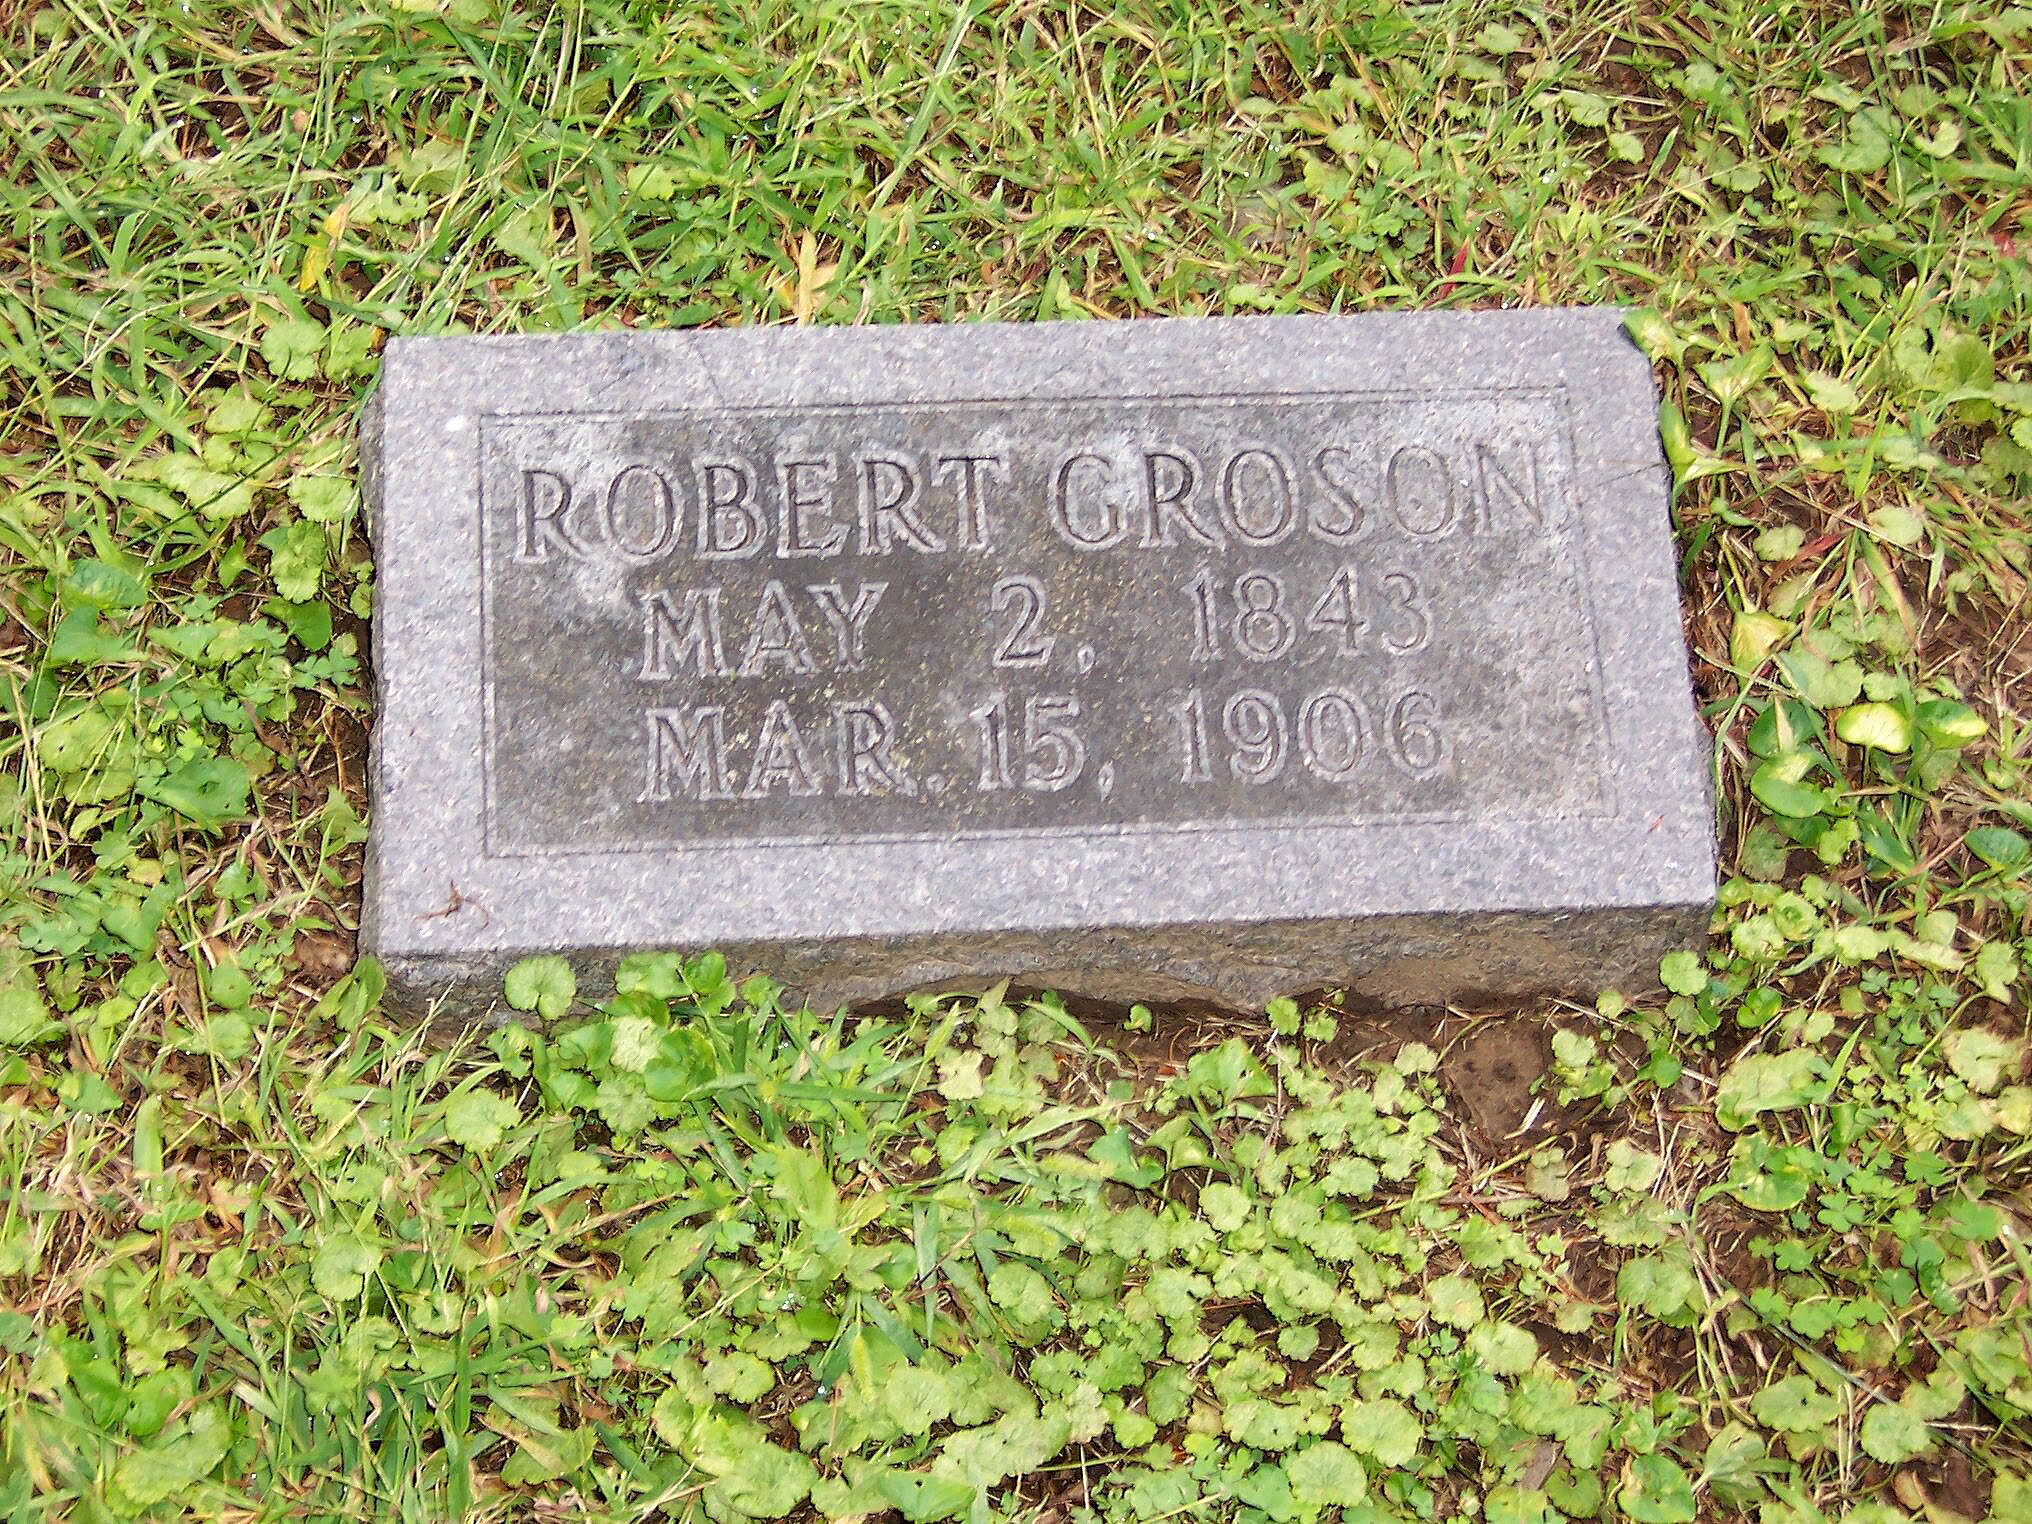 ROBERT GROSON
MAY 2, 1843
MAR. 15, 1906